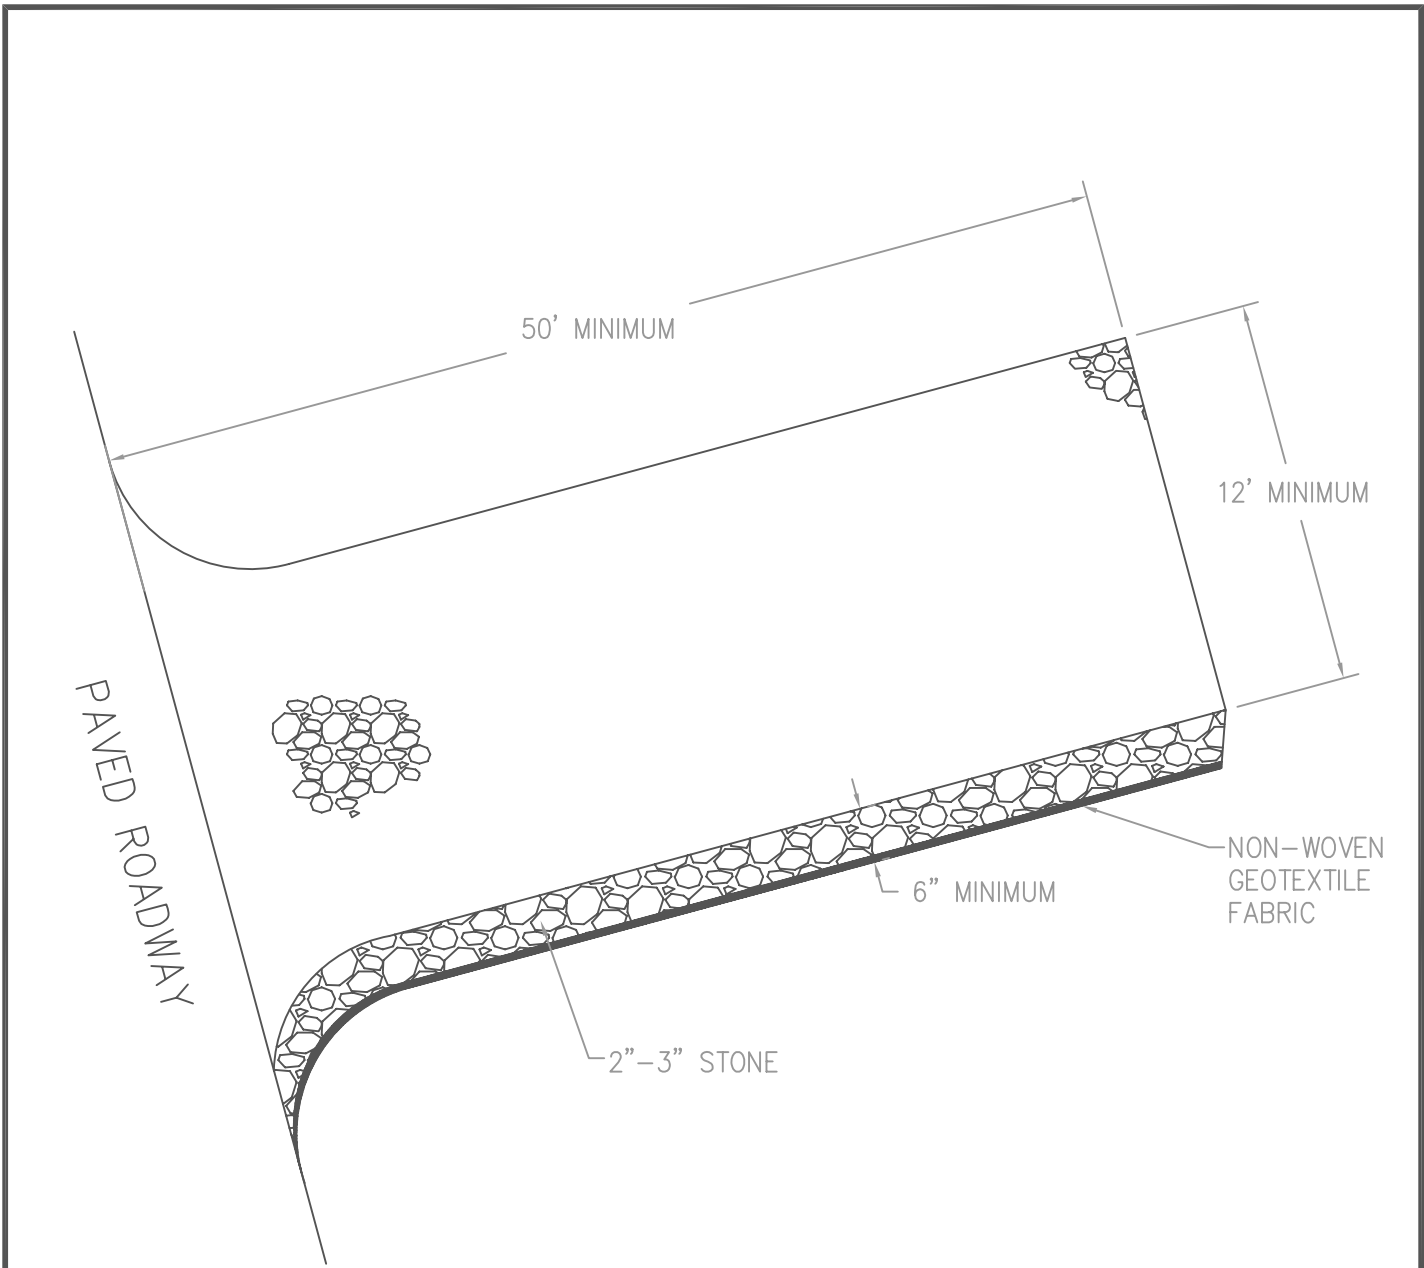 50' MINIMUM
12' MINIMUM
PAVED ROADWAY
NON-WOVEN
GEOTEXTILE
FABRIC
6" MINIMUM
2"-3" STONE